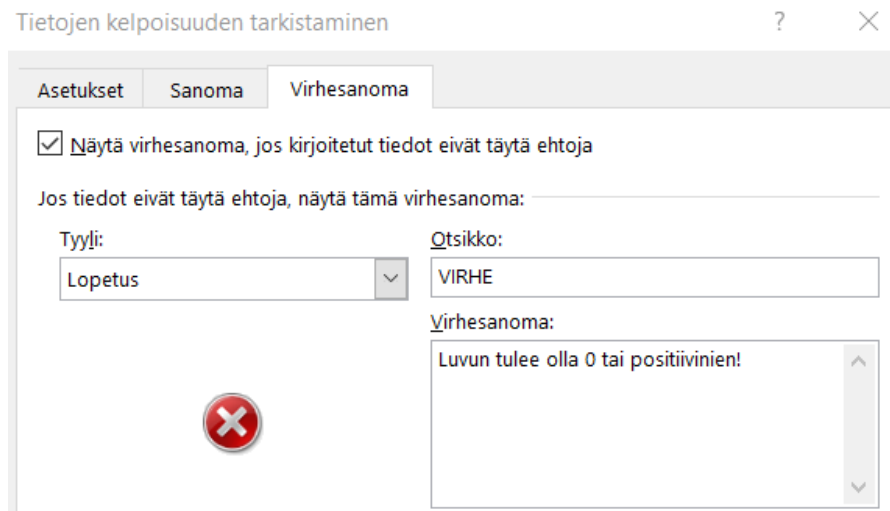 Tietojen kelpoisuuden tarkistaminen ?
Asetukset Sanoma Virhesanoma
Näytä virhesanoma, jos kirjoitetut tiedot eivät täytä ehtoja
Jos tiedot eivät täytä ehtoja, näytä tämä virhesanoma:
Tyyli: Otsikko:
Lopetus VIRHE
Virhesanoma:
Luvun tulee olla 0 tai positiivinien!